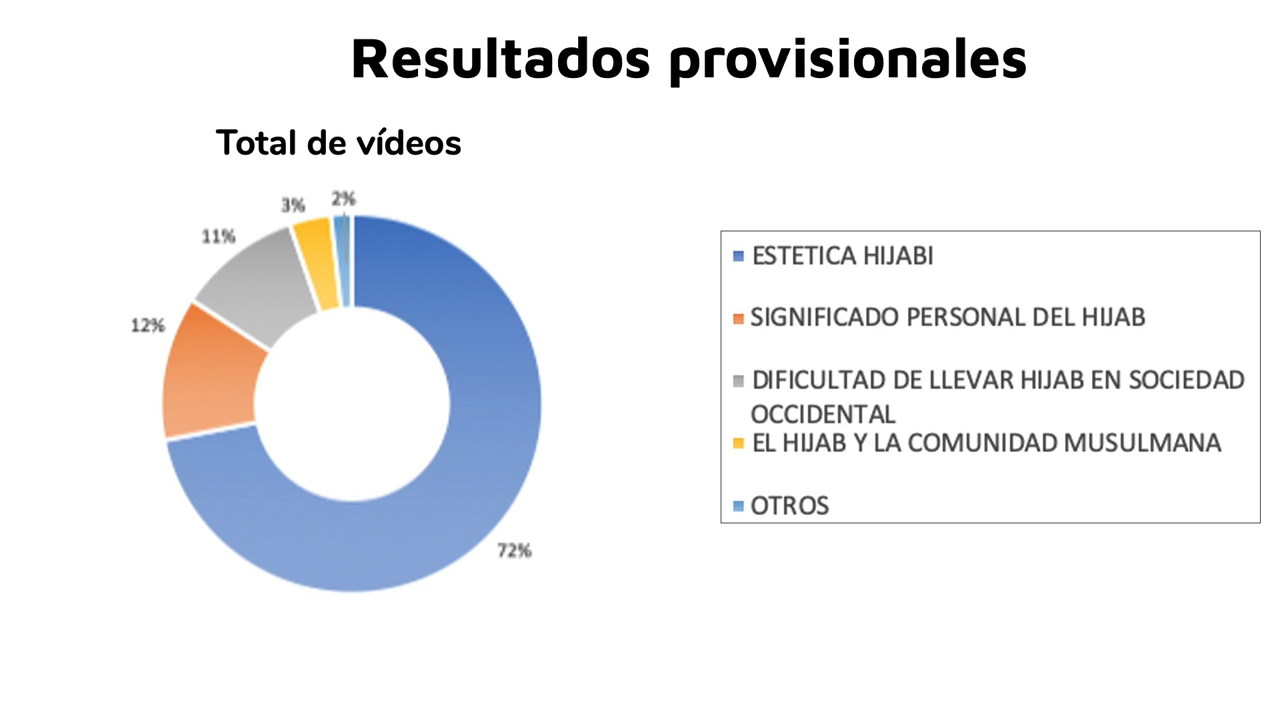 Resultados provisionales
Total de vídeos
2%
3%
11%
12%
72%
ESTETICA HIJABI
SIGNIFICADO PERSONAL DEL HIJAB
DIFICULTAD DE LLEVAR HIJAB EN SOCIEDAD
OCCIDENTAL
EL HIJAB Y LA COMUNIDAD MUSULMANA
OTROS